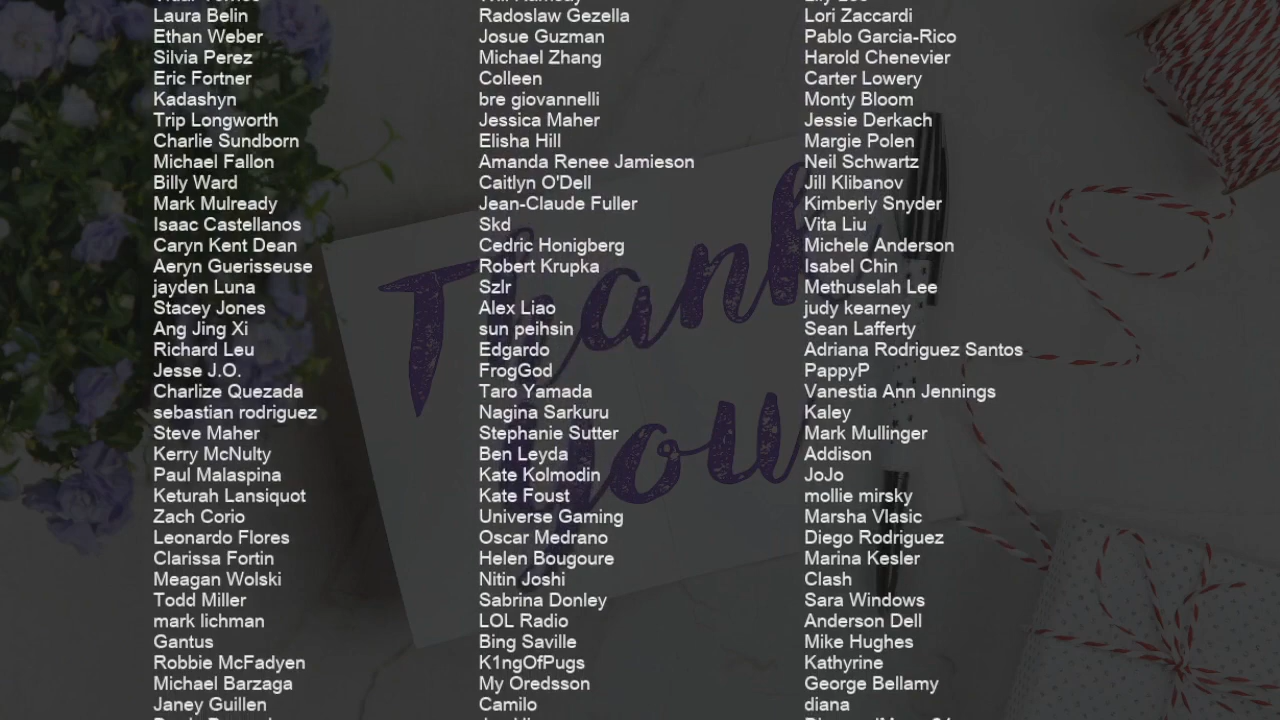 Laura Belin
Ethan Weber
Silvia Perez
Eric Fortner
Kadashyn
Trip Longworth
Charlie Sundborn
Michael Fallon
Billy Ward
Mark Mulready
Isaac Castellanos
Caryn Kent Dean
Aeryn Guerisseuse
jayden Luna
Stacey Jones
Ang Jing Xi
Richard Leu
Jesse J.O.
Charlize Quezada
sebastian rodriguez
Steve Maher
Kerry McNulty
Paul Malaspina
Keturah Lansiquot
Zach Corio
Leonardo Flores
Clarissa Fortin
Meagan Wolski
Todd Miller
mark lichman
Gantus
Robbie McFadyen
Michael Barzaga
Janey Guillen
Radoslaw Gezella
Josue Guzman
Michael Zhang
Colleen
bre giovannelli
Jessica Maher
Elisha Hill
Amanda Renee Jamieson
Caitlyn O'Dell
Jean-Claude Fuller
Skd
Cedric Honigberg
Robert Krupka
Szlr
Alex Liao
sun peihsin
Edgardo
FrogGod
Taro Yamada
Nagina Sarkuru
Stephanie Sutter
Ben Leyda
Kate Kolmodin
Kate Foust
Universe Gaming
Oscar Medrano
Helen Bougoure
Nitin Joshi
Sabrina Donley
LOL Radio
Bing Saville
K1ngOfPugs
My Oredsson
Camilo
Lori Zaccardi
Pablo Garcia-Rico
Harold Chenevier
Carter Lowery
Monty Bloom
Jessie Derkach
Margie Polen
Neil Schwartz
Jill Klibanov
Kimberly Snyder
Vita Liu
Michele Anderson
Isabel Chin
Methuselah Lee
judy kearney
Sean Lafferty
Adriana Rodriguez Santos
PappyP
Vanestia Ann Jennings
Kaley
Mark Mullinger
Addison
JoJo
mollie mirsky
Marsha Vlasic
Diego Rodriguez
Marina Kesler
Clash
Sara Windows
Anderson Dell
Mike Hughes
Kathyrine
George Bellamy
diana
Thank
you